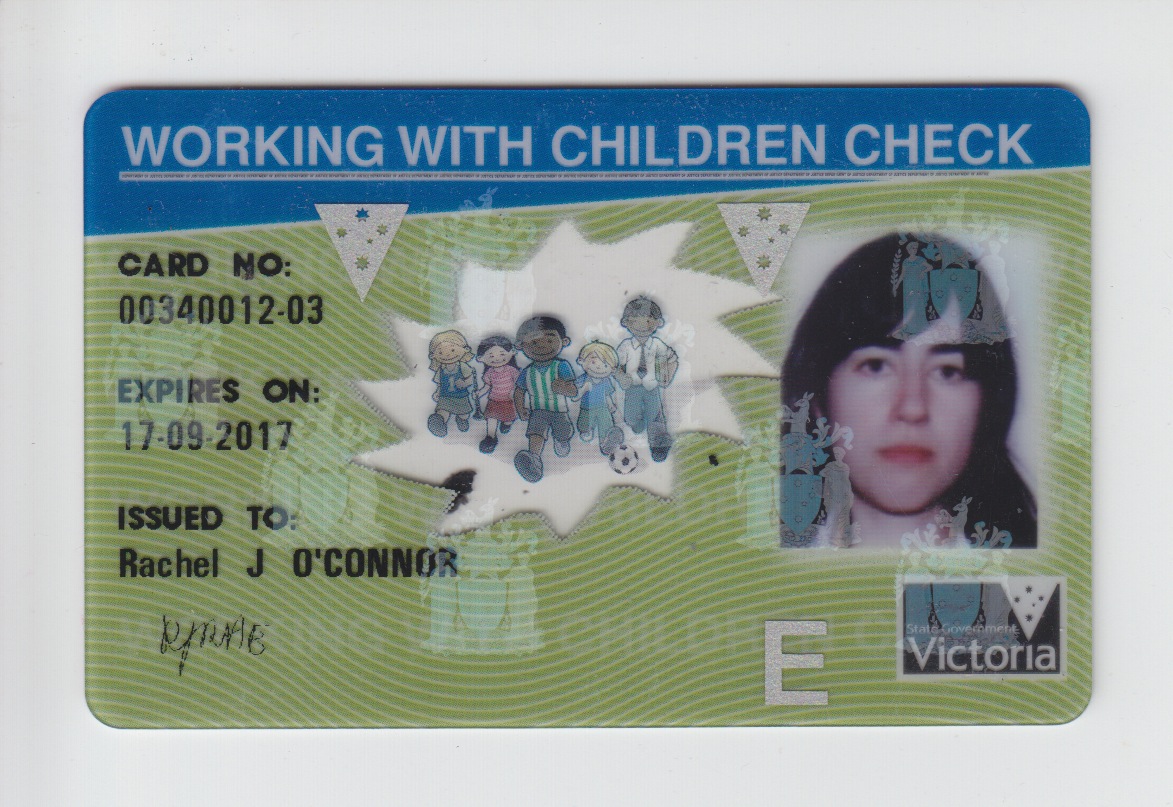 WORKING WITH CHILDREN CHECK
CARD NO:
00340012-03
EXPIRES ON:
17-09-2017
ISSUED TO:
Rachel J O'CONNOR
E
State Government
Victoria